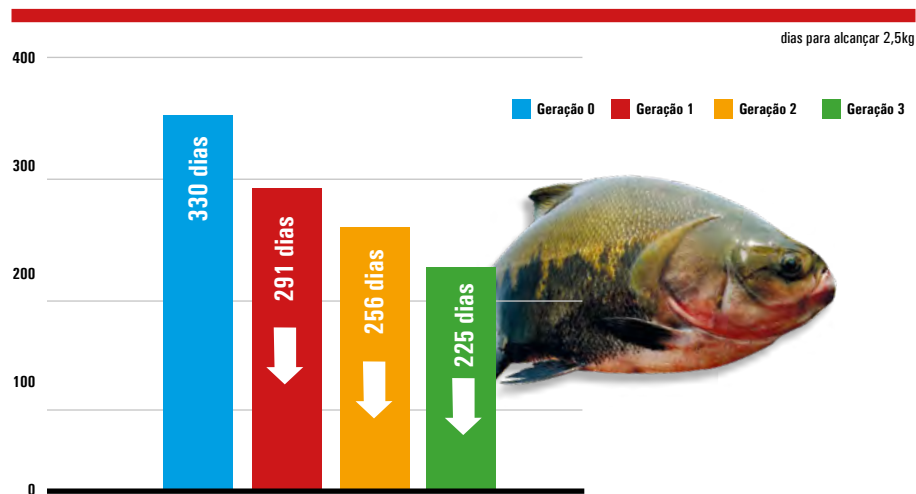 dias para alcançar 2,5kg
400
Geração 0 Geração 1 Geração 2 Geração 3
300
200
100
0
330 dias
291 dias
256 dias
225 dias